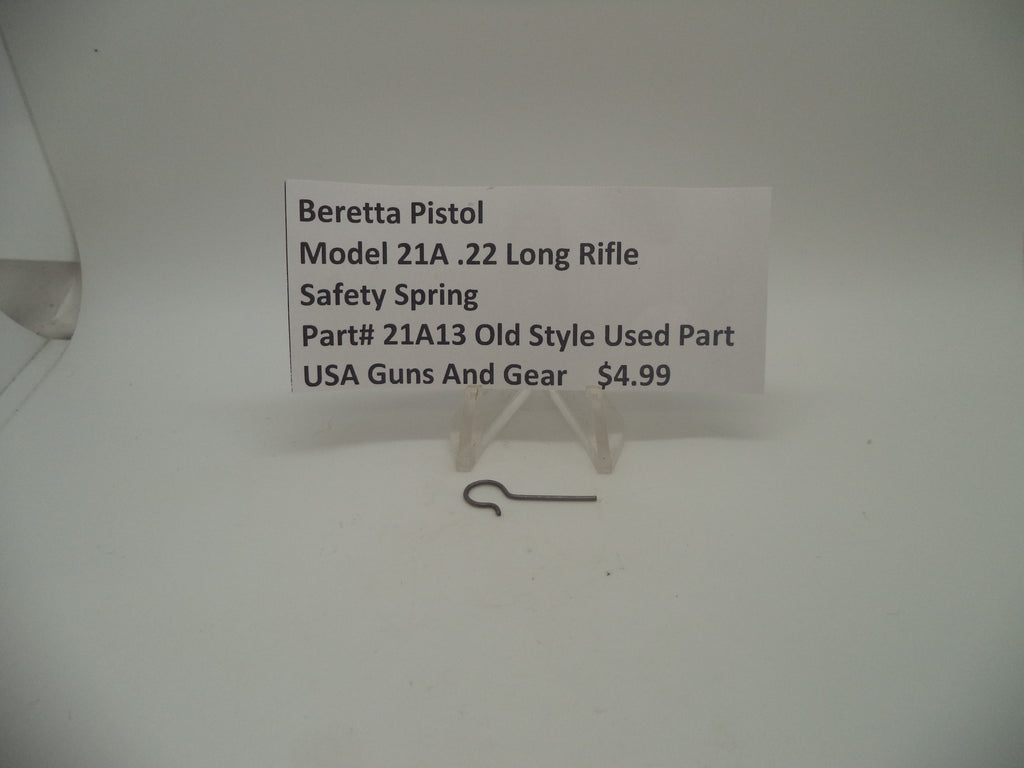 Beretta Pistol
Model 21A .22 Long Rifle
Safety Spring
Part# 21A13 Old Style Used Part
USA Guns And Gear $4.99